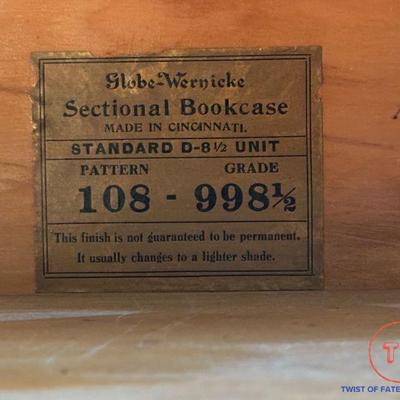 Globe-Wernicke
Sectional Bookcase
MADE IN CINCINNATI.
STANDARD D-8½ UNIT
PATTERN GRADE
108 - 998½
This finish is not guaranteed to be permanent.
It usually changes to a lighter shade.
TWIST OF FATE